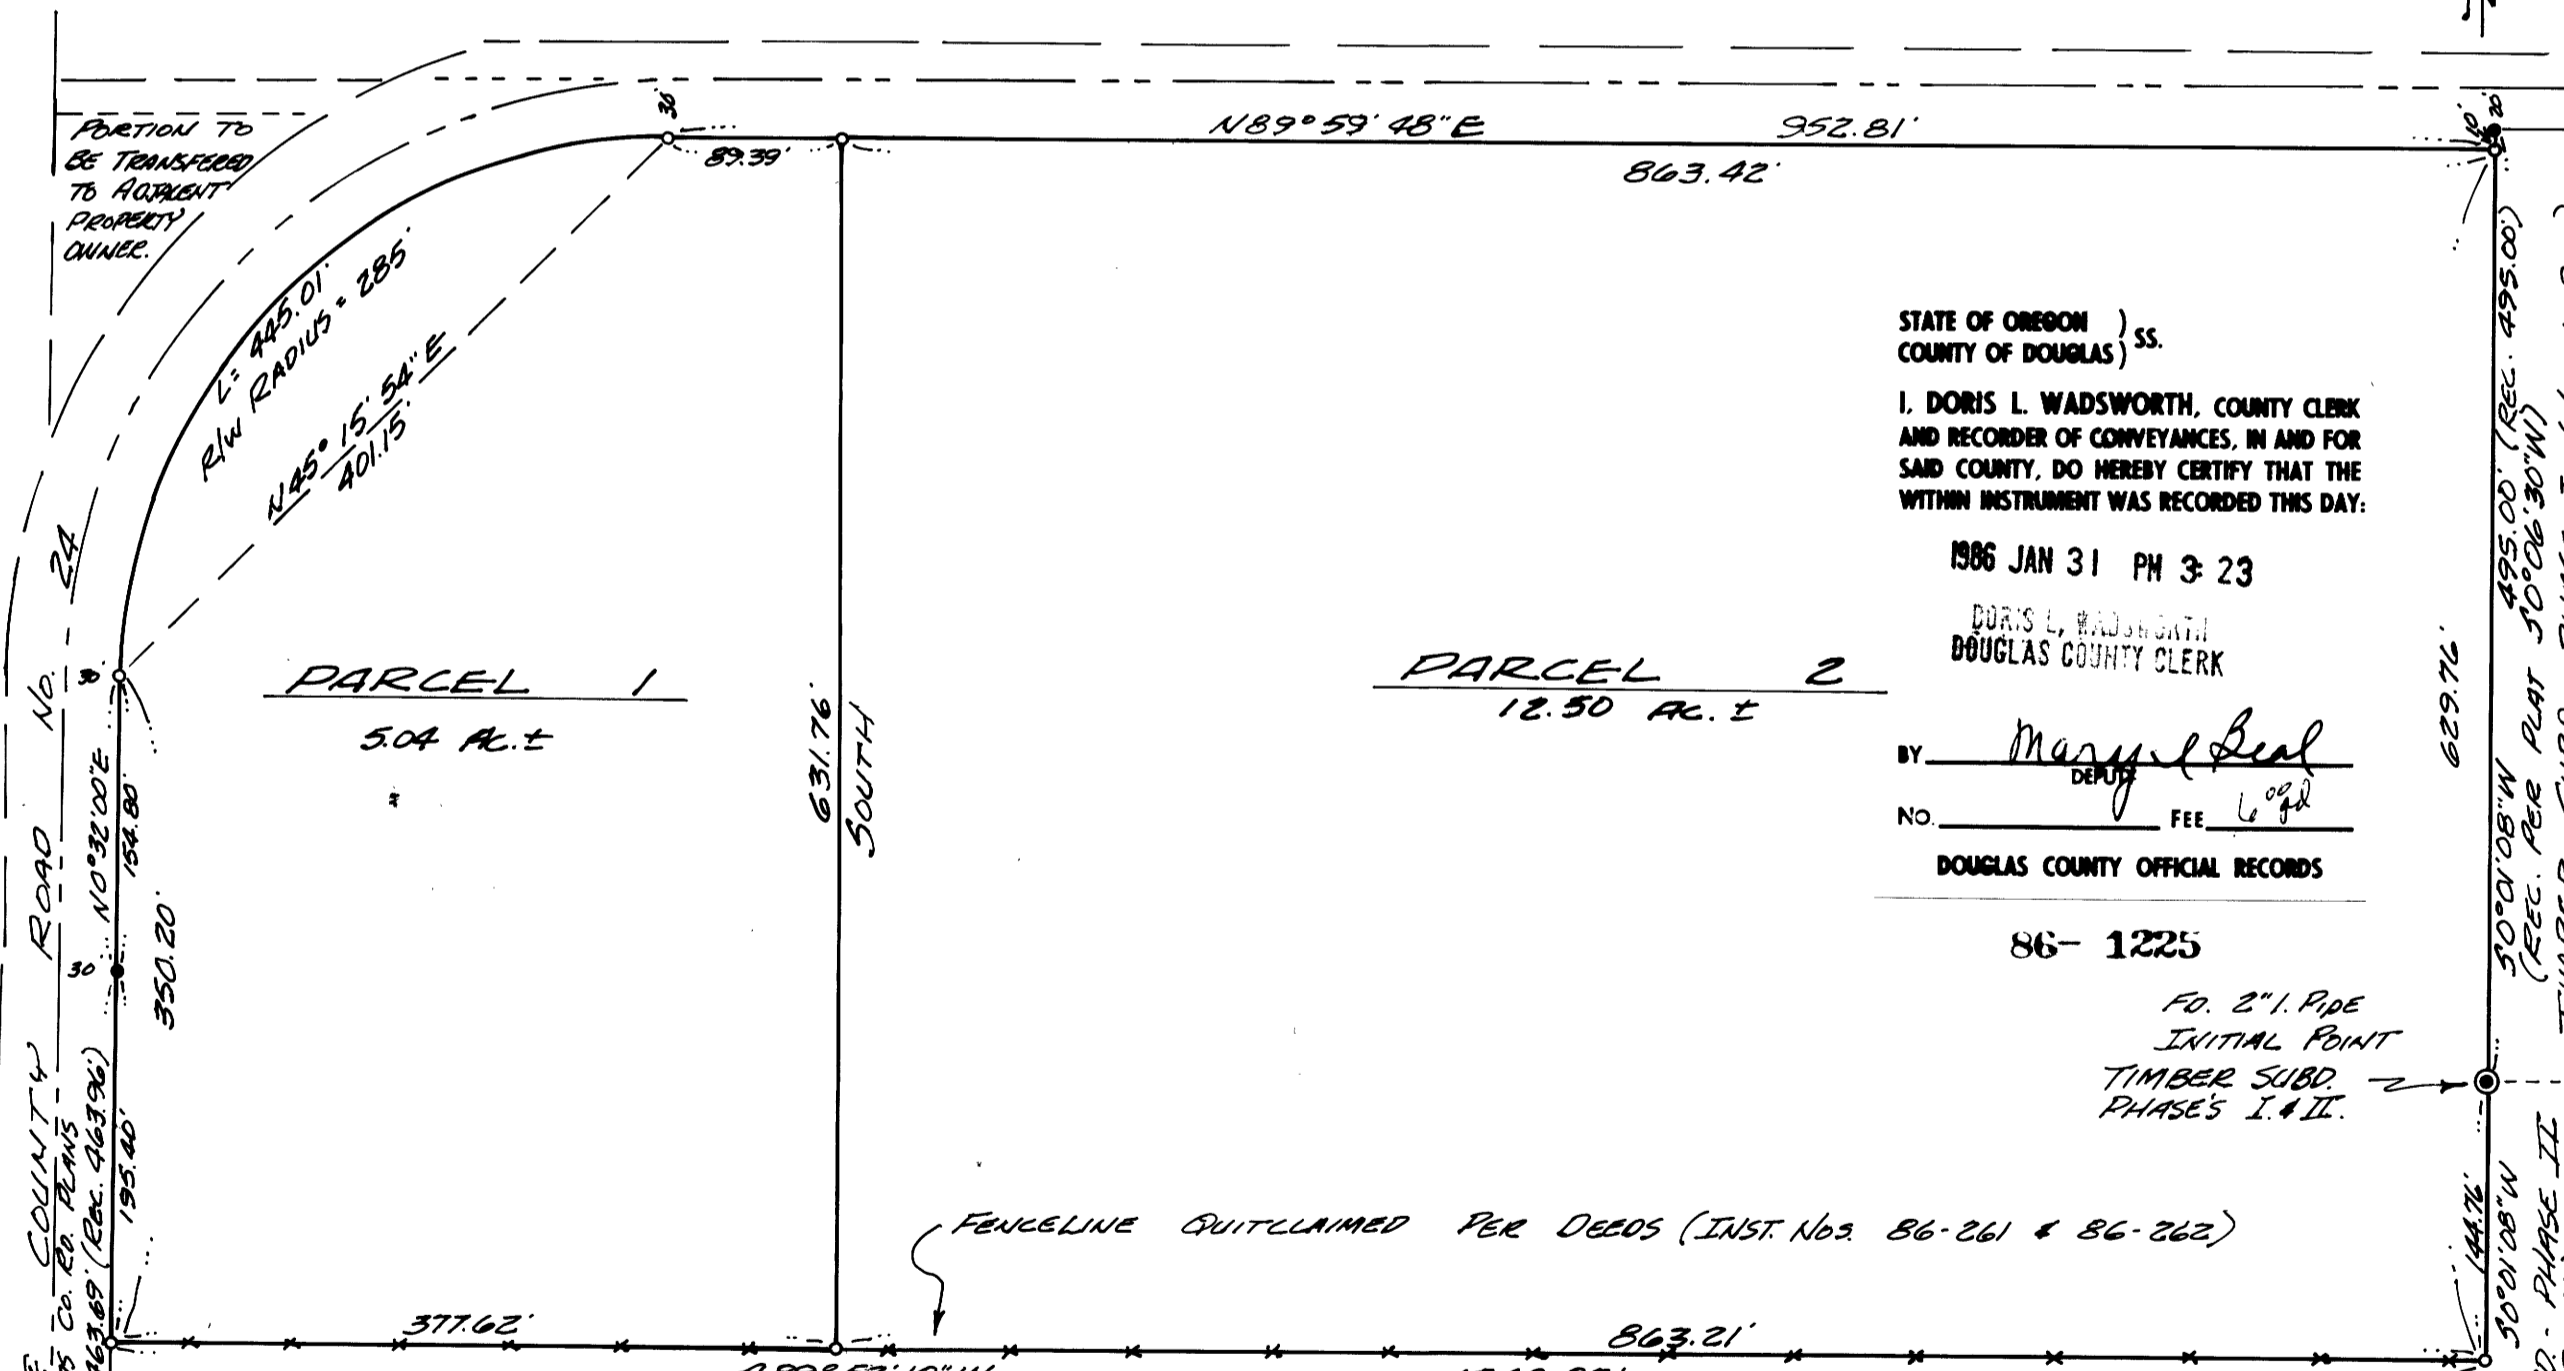 PORTION TO
BE TRANSFERED
TO ADJACENT
PROPERTY
OWNER.
30'
89.39'
N89°59'48"E 952.81'
863.42'
10'
20'
L= 445.01'
R/W RADIUS = 285'
N45°15'54"E
401.15'
STATE OF OREGON )
COUNTY OF DOUGLAS ) SS.
I, DORIS L. WADSWORTH, COUNTY CLERK
AND RECORDER OF CONVEYANCES, IN AND FOR
SAID COUNTY, DO HEREBY CERTIFY THAT THE
WITHIN INSTRUMENT WAS RECORDED THIS DAY:
1986 JAN 31 PM 3:23
DORIS L. WADSWORTH
DOUGLAS COUNTY CLERK
BY Mary L Beal
DEPUTY
NO. FEE 6 00
DOUGLAS COUNTY OFFICIAL RECORDS
86- 1225
PARCEL 1
5.04 AC.±
PARCEL 2
12.50 AC.±
631.76'
SOUTH
COUNTY ROAD No. 24
30'
N0°32'00"E
154.80'
350.20'
30
195.40'
463.69' (REC. 463.96')
CO. RD. PLANS
629.76'
495.00' (REC. 495.00')
S0°01'08"W
(REC. PER PLAT S0°06'30"W)
FD. 2" I. PIPE
INITIAL POINT
TIMBER SUBD.
PHASE'S I. & II.
144.76'
S0°01'08"W
PHASE II
FENCELINE QUITCLAIMED PER DEEDS (INST. NOS. 86-261 & 86-262)
377.62'
863.21'